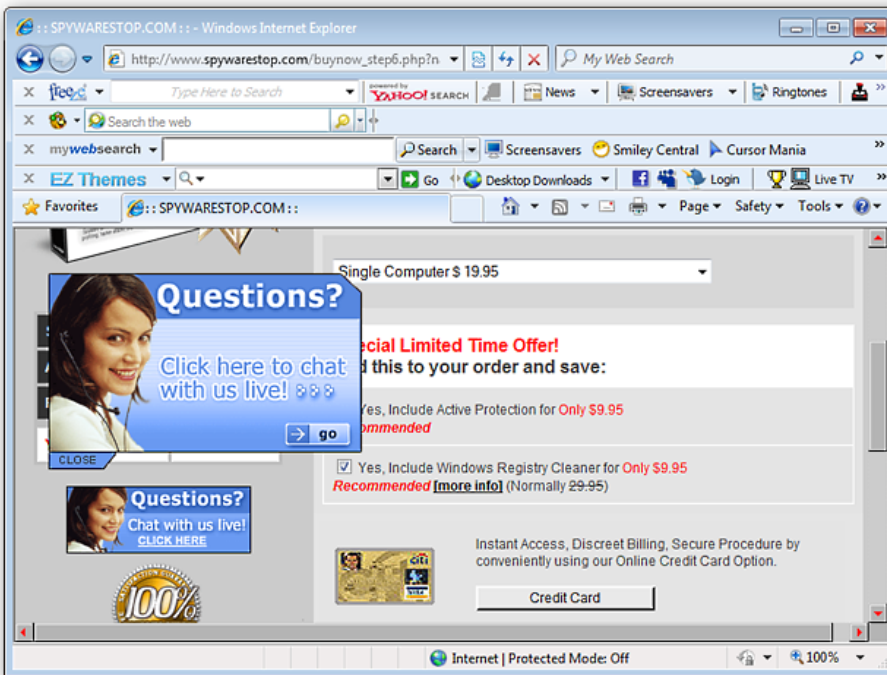 :: SPYWARESTOP.COM :: - Windows Internet Explorer
http://www.spywarestop.com/buynow_step6.php?n
My Web Search
Type Here to Search
powered by
YAHOO! SEARCH
News
Screensavers
Ringtones
Search the web
mywebsearch
Search
Screensavers
Smiley Central
Cursor Mania
EZ Themes
Go
Desktop Downloads
Login
Live TV
Favorites
:: SPYWARESTOP.COM ::
Page
Safety
Tools
Single Computer $ 19.95
Questions?
Click here to chat
with us live!
go
CLOSE
ecial Limited Time Offer!
d this to your order and save:
Yes, Include Active Protection for Only $9.95
ommended
Yes, Include Windows Registry Cleaner for Only $9.95
Recommended [more info] (Normally 29.95)
Questions?
Chat with us live!
CLICK HERE
100%
citi
VISA
Instant Access, Discreet Billing, Secure Procedure by
conveniently using our Online Credit Card Option.
Credit Card
Internet | Protected Mode: Off
100%